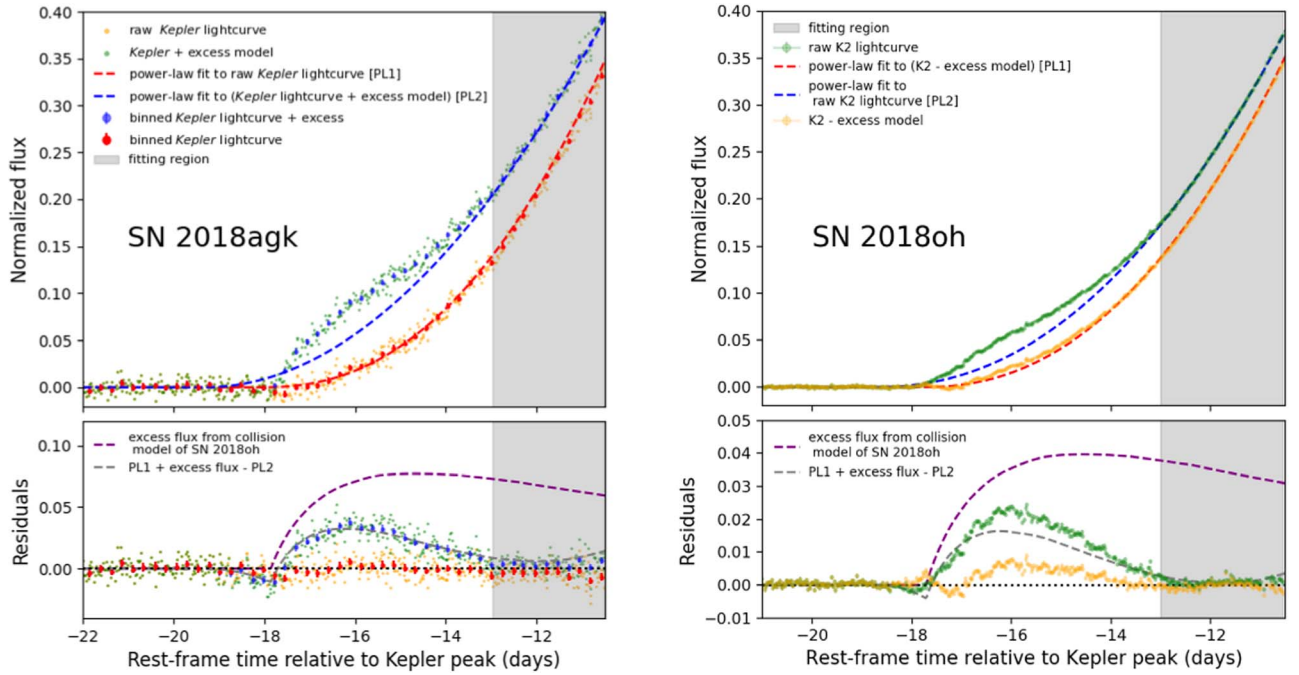 0.40
0.35
0.30
0.25
0.20
0.15
0.10
0.05
0.00
Normalized flux
raw Kepler lightcurve
Kepler + excess model
power-law fit to raw Kepler lightcurve [PL1]
power-law fit to (Kepler lightcurve + excess model) [PL2]
binned Kepler lightcurve + excess
binned Kepler lightcurve
fitting region
SN 2018agk
0.10
0.05
0.00
Residuals
excess flux from collision
model of SN 2018oh
PL1 + excess flux - PL2
−22 −20 −18 −16 −14 −12
Rest-frame time relative to Kepler peak (days)
0.40
0.35
0.30
0.25
0.20
0.15
0.10
0.05
0.00
Normalized flux
fitting region
raw K2 lightcurve
power-law fit to (K2 - excess model) [PL1]
power-law fit to
raw K2 lightcurve [PL2]
K2 - excess model
SN 2018oh
0.05
0.04
0.03
0.02
0.01
0.00
−0.01
Residuals
excess flux from collision
model of SN 2018oh
PL1 + excess flux - PL2
−20 −18 −16 −14 −12
Rest-frame time relative to Kepler peak (days)